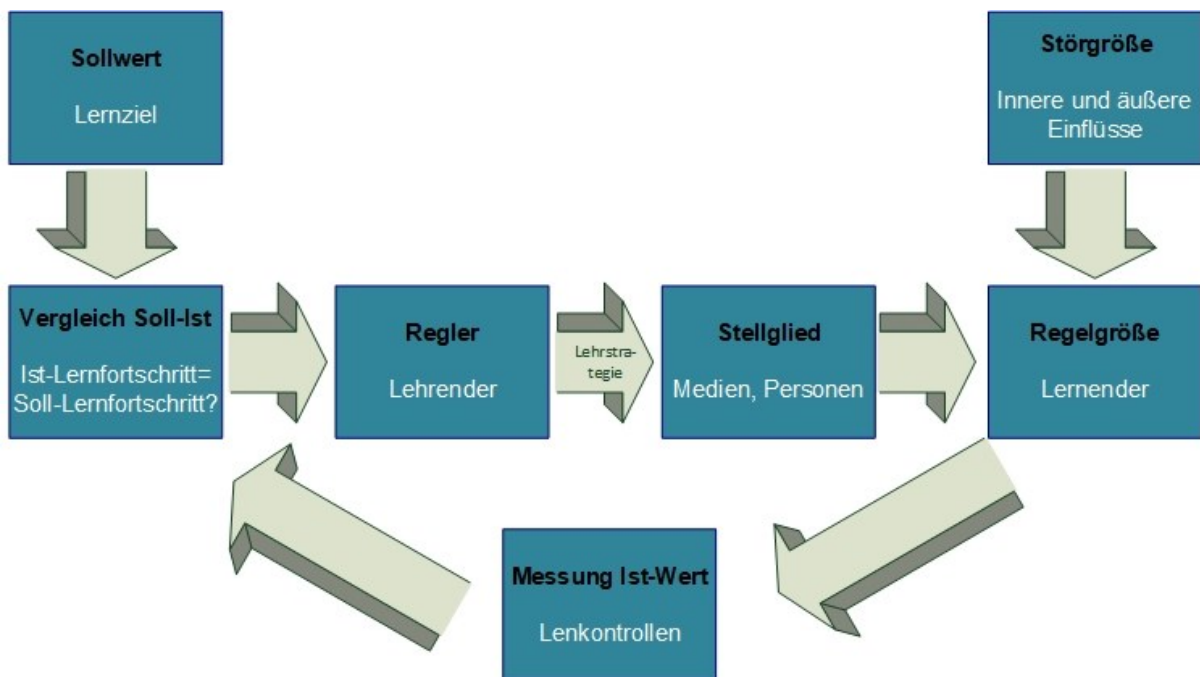 Sollwert
Lernziel
Störgröße
Innere und äußere
Einflüsse
Vergleich Soll-Ist
Ist-Lernfortschritt=
Soll-Lernfortschritt?
Regler
Lehrender
Lehrstra-
tegie
Stellglied
Medien, Personen
Regelgröße
Lernender
Messung Ist-Wert
Lenkontrollen